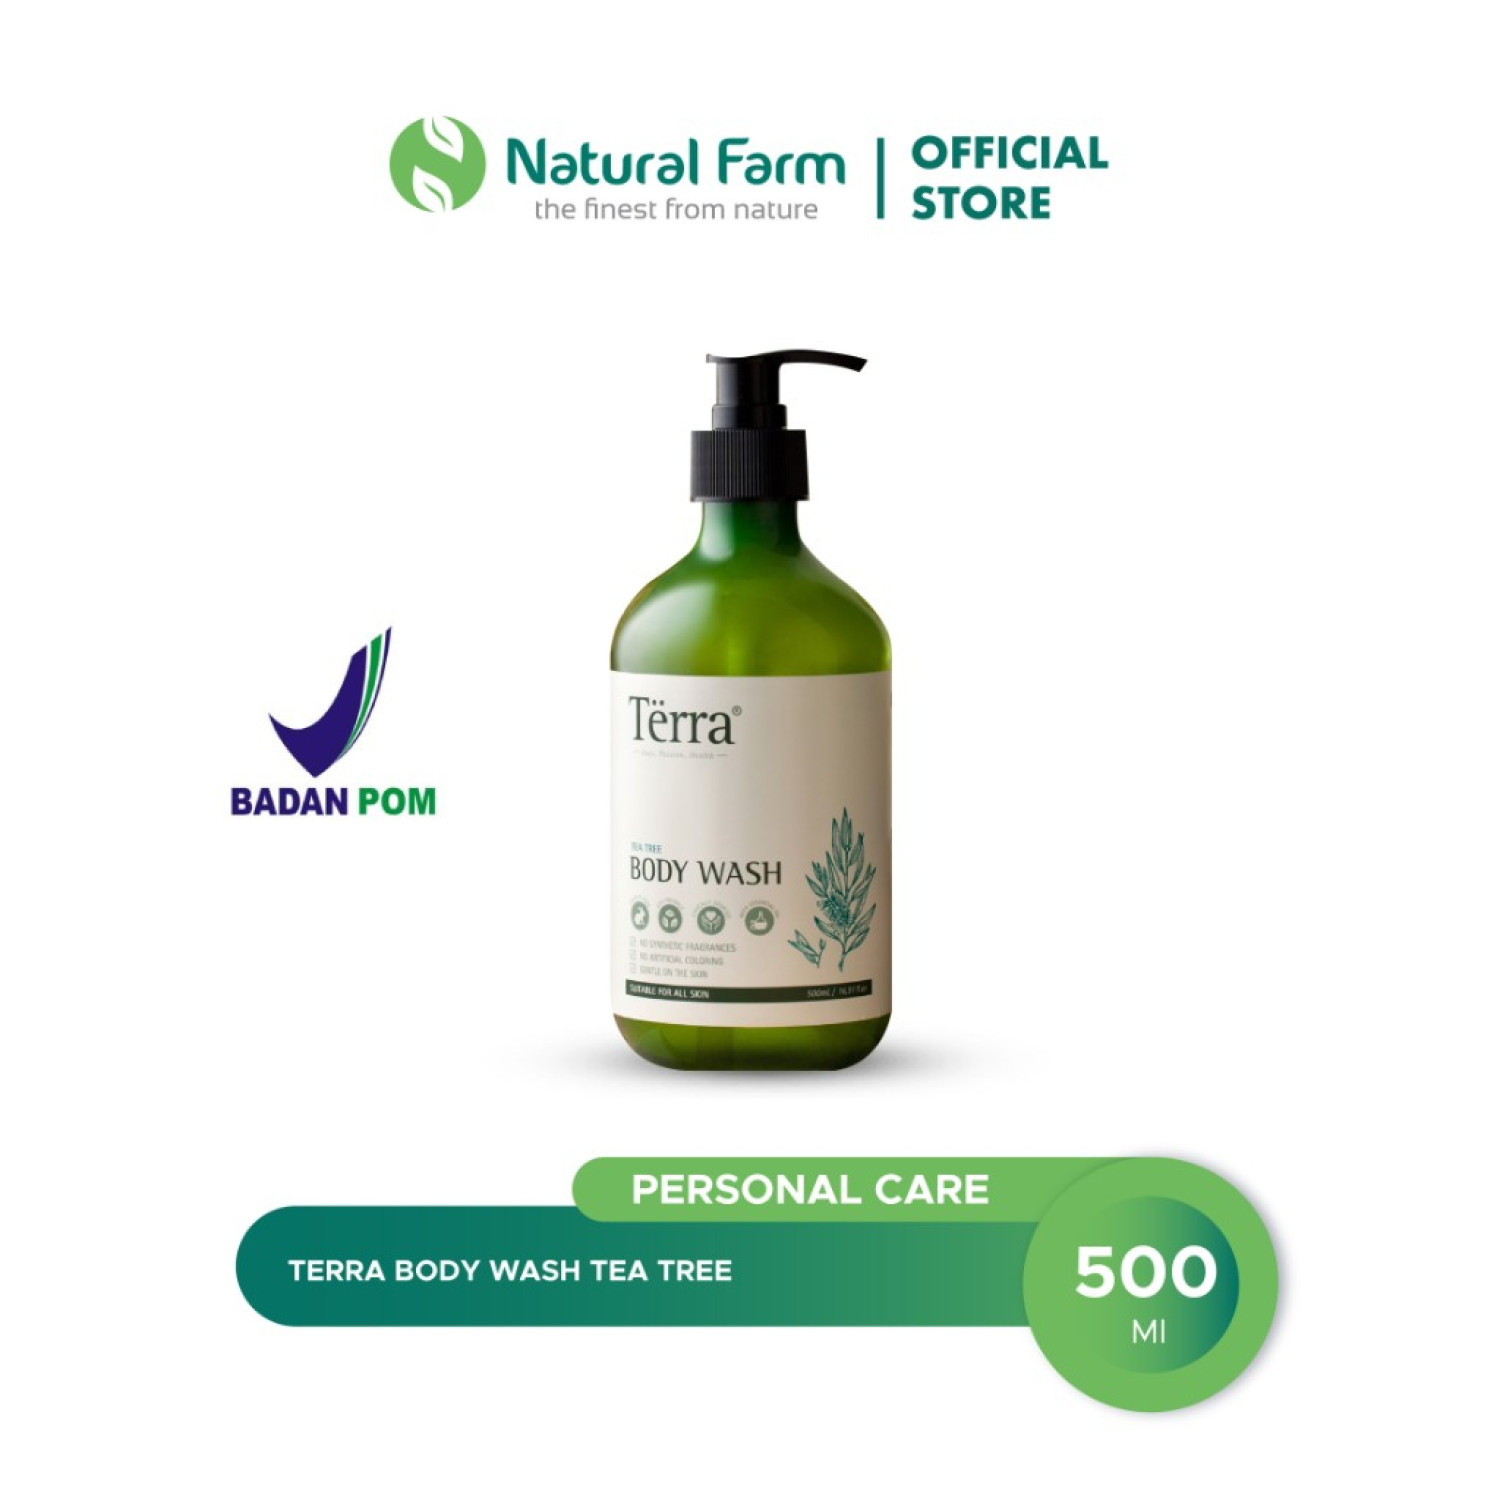 Natural Farm
the finest from nature
OFFICIAL
STORE
BADAN POM
Tërra®
TEA TREE
BODY WASH
NO SYNTHETIC FRAGRANCES
NO ARTIFICIAL COLORING
GENTLE ON THE SKIN
SUITABLE FOR ALL SKIN
500ml /
PERSONAL CARE
TERRA BODY WASH TEA TREE
500
Ml